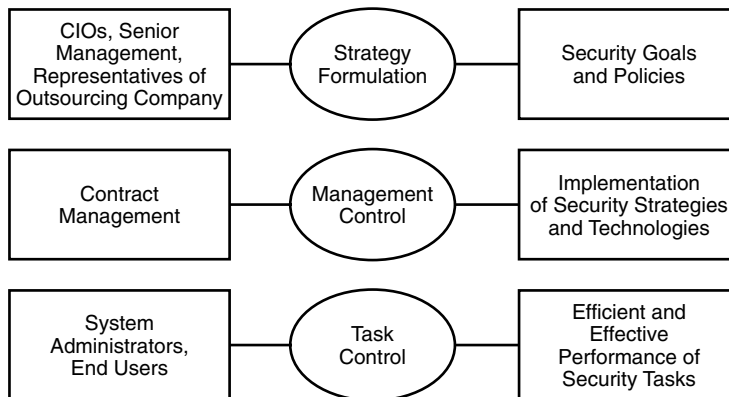 CIOs, Senior
Management,
Representatives of
Outsourcing Company
Strategy
Formulation
Security Goals
and Policies
Contract
Management
Management
Control
Implementation
of Security Strategies
and Technologies
System
Administrators,
End Users
Task
Control
Efficient and
Effective
Performance of
Security Tasks